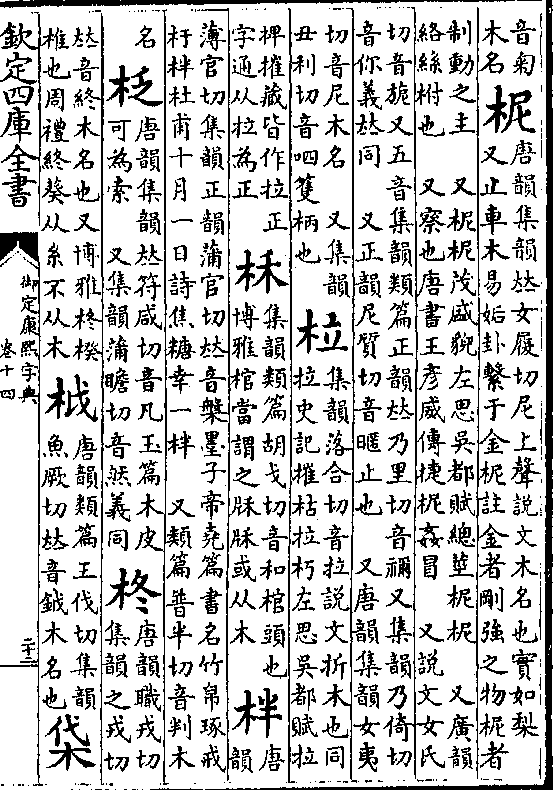 音菊
柅
唐韻集韻𠀤女履切尼上聲說文木名也實如梨
木名
又止車木易姤卦繫于金柅註金者剛強之物柅者
制動之主 又柅柅茂盛貌左思吳都賦總莖柅柅 又廣韻
絡絲柎也 又察也唐書王彥威傳捷柅姦冒 又說文女氏
切音旎又五音集韻類篇正韻𠀤乃里切音禰又集韻乃倚切
音你義𠀤同 又正韻尼質切音暱止也 又唐韻集韻女夷
切音尼木名 又集韻
丑利切音呬籆柄也
柆
集韻落合切音拉說文折木也同
拉史記摧枯拉朽左思吳都賦拉
捭摧藏皆作拉正
字通从拉為正
柇
集韻類篇胡戈切音和棺頭也
博雅棺當謂之䏫䏫或从木
柈
唐韻
薄官切集韻正韻蒲官切𠀤音槃墨子帝堯篇書名竹帛琢戒
杅柈杜甫十月一日詩焦糖幸一柈 又類篇普半切音判木
名
柉
唐韻集韻𠀤符咸切音凡玉篇木皮
可為索 又集韻蒲瞻切音㷼義同
柊
唐韻職戎切
集韻之戎切
𠀤音終木名也又博雅柊楑
椎也周禮終葵从糸不从木
𣐋
唐韻類篇王伐切集韻
魚厥切𠀤音鉞木名也
柋
欽定四庫全書
御定康熙字典
卷十四
二十三